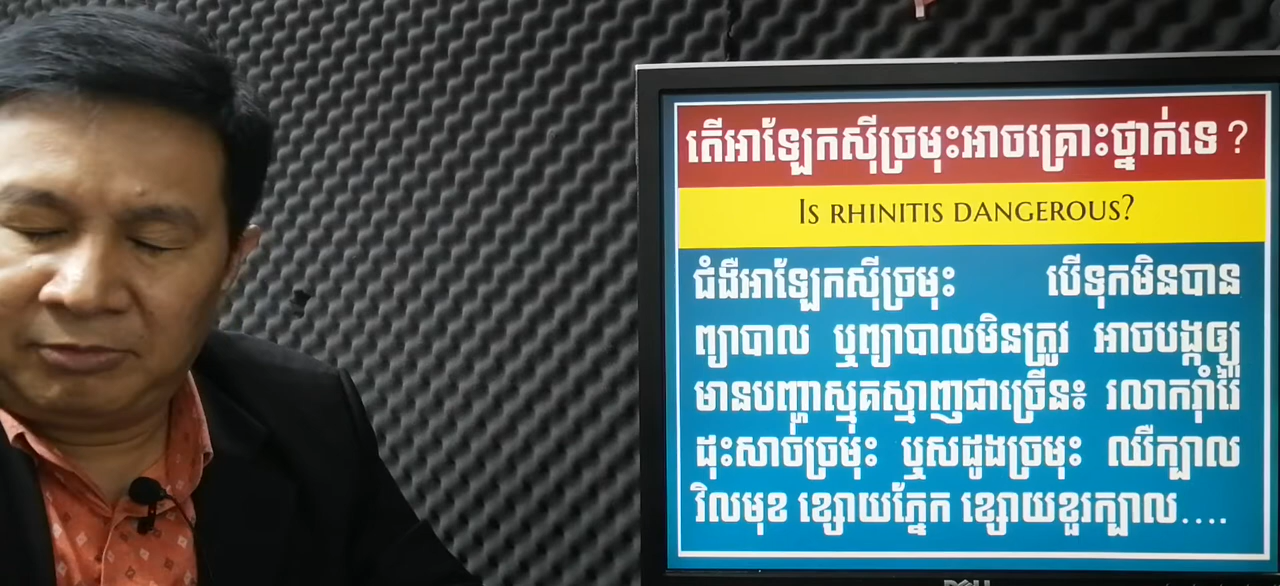 តើអាឡែកស៊ីច្រមុះអាចគ្រោះថ្នាក់ទេ ?
Is rhinitis dangerous?
ជំងឺអាឡែកស៊ីច្រមុះ បើទុកមិនបាន
ព្យាបាល ឬព្យាបាលមិនត្រូវ អាចបង្កឲ្យ
មានបញ្ហាស្មុគស្មាញជាច្រើន៖ រលាករ៉ាំរ៉ៃ
ដុះសាច់ច្រមុះ ឬសដូងច្រមុះ ឈឺក្បាល
វិលមុខ ខ្សោយភ្នែក ខ្សោយខួរក្បាល....